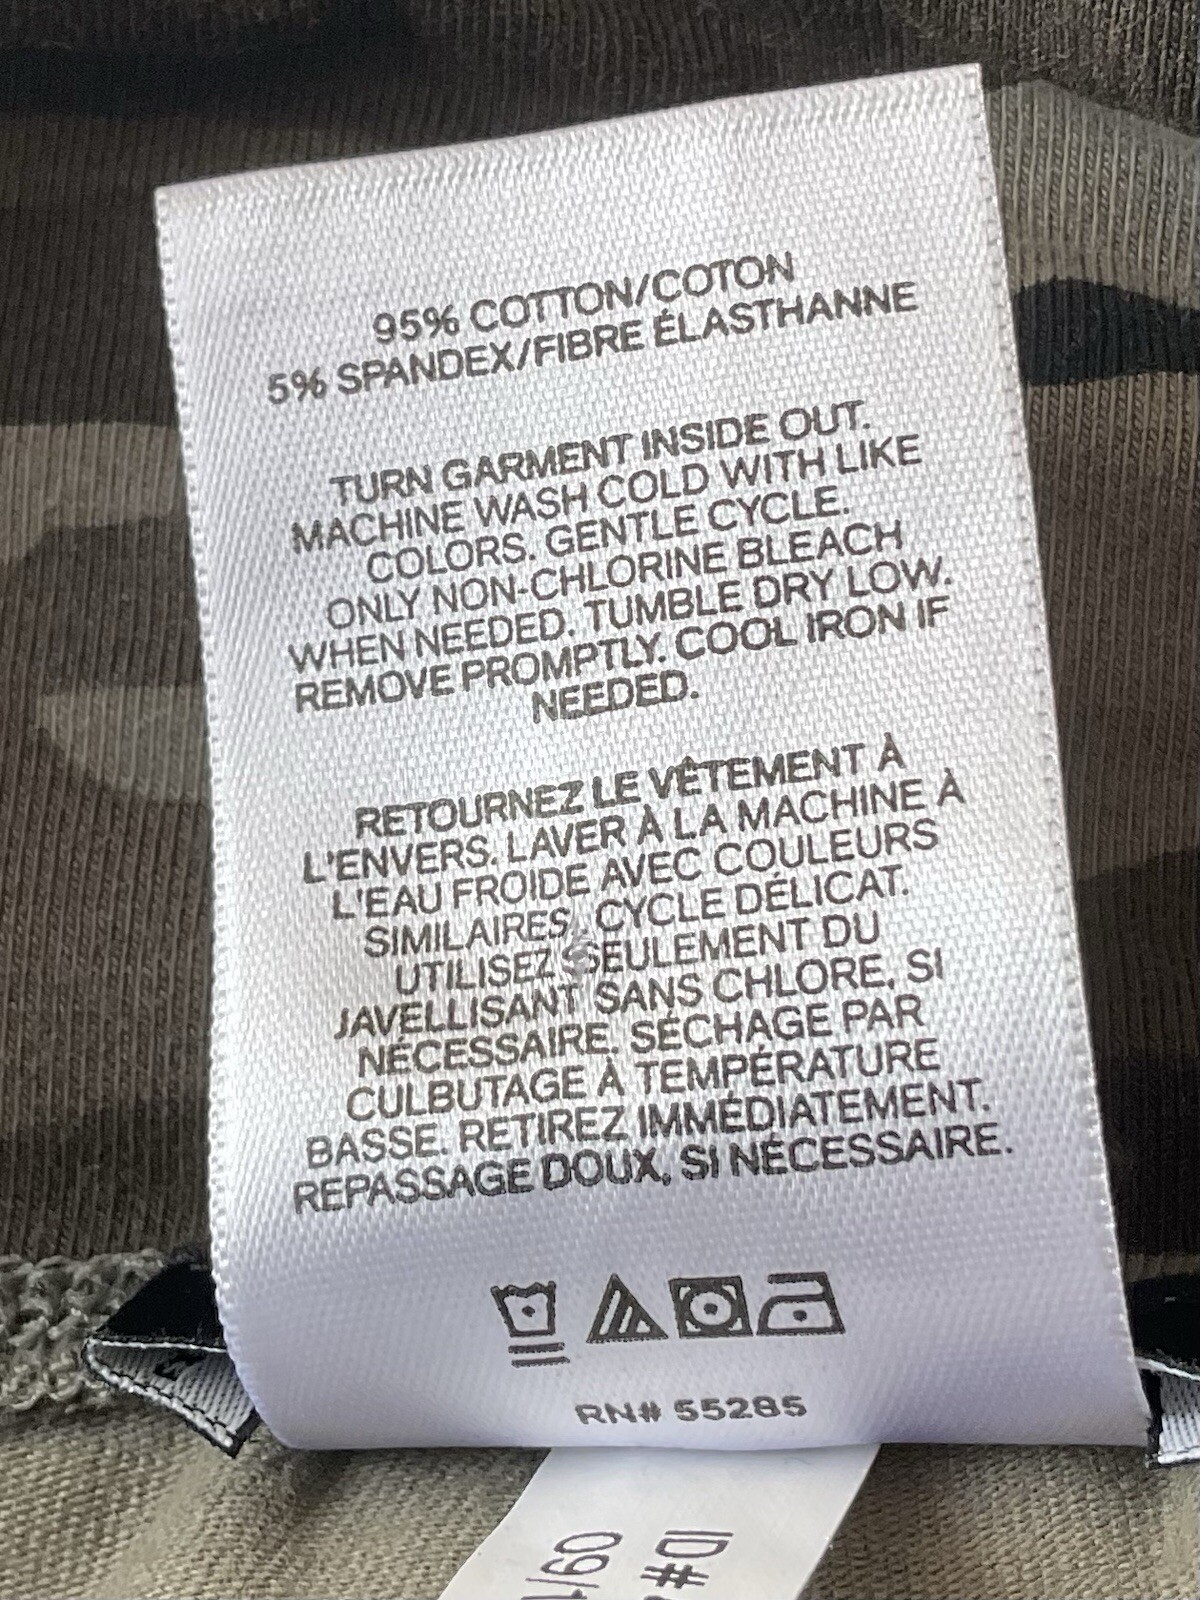 95% COTTON/COTON
5% SPANDEX/FIBRE ÉLASTHANNE
TURN GARMENT INSIDE OUT.
MACHINE WASH COLD WITH LIKE
COLORS. GENTLE CYCLE.
ONLY NON-CHLORINE BLEACH
WHEN NEEDED. TUMBLE DRY LOW.
REMOVE PROMPTLY. COOL IRON IF
NEEDED.
RETOURNEZ LE VÊTEMENT À
L'ENVERS. LAVER À LA MACHINE À
L'EAU FROIDE AVEC COULEURS
SIMILAIRES. CYCLE DÉLICAT.
UTILISEZ SEULEMENT DU
JAVELLISANT SANS CHLORE, SI
NÉCESSAIRE. SÉCHAGE PAR
CULBUTAGE À TEMPÉRATURE
BASSE. RETIREZ IMMÉDIATEMENT.
REPASSAGE DOUX, SI NÉCESSAIRE.
RN# 55285
ID#
09/1